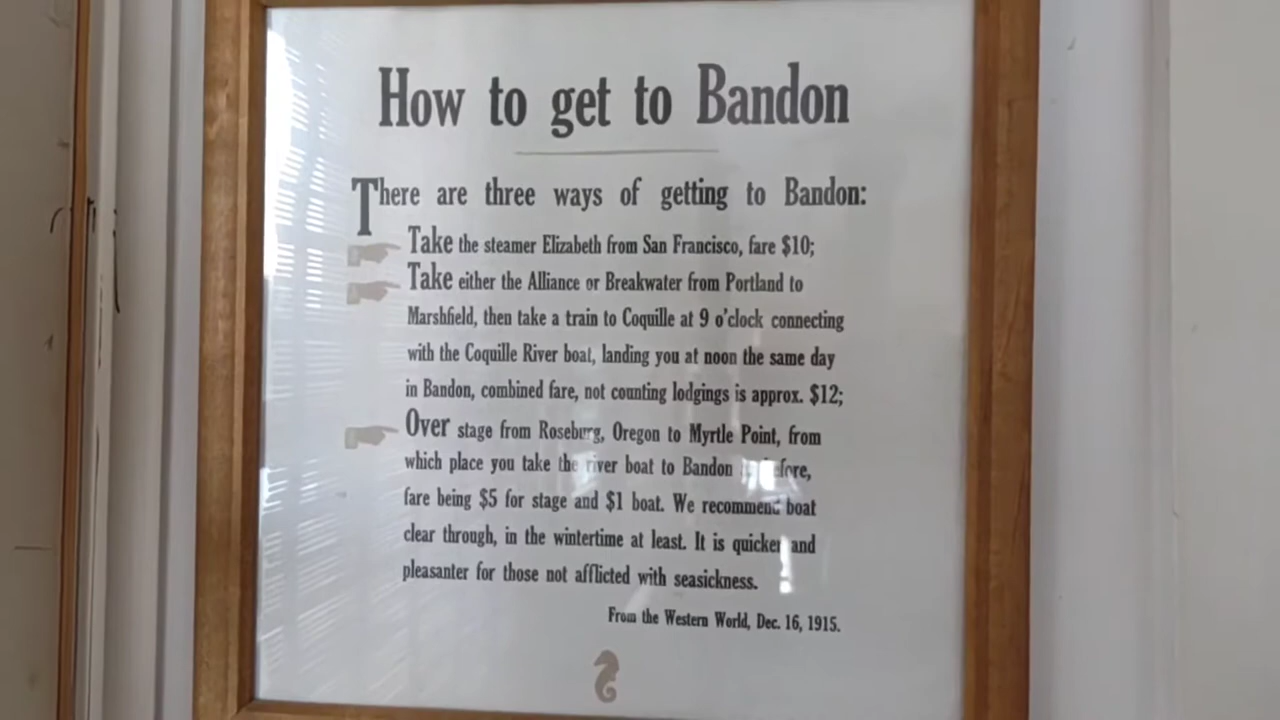 How to get to Bandon
There are three ways of getting to Bandon:
Take the steamer Elizabeth from San Francisco, fare $10;
Take either the Alliance or Breakwater from Portland to
Marshfield, then take a train to Coquille at 9 o'clock connecting
with the Coquille River boat, landing you at noon the same day
in Bandon, combined fare, not counting lodgings is approx. $12;
Over stage from Roseburg, Oregon to Myrtle Point, from
which place you take the river boat to Bandon
fare being $5 for stage and $1 boat. We recommend boat
clear through, in the wintertime at least. It is quicker and
pleasanter for those not afflicted with seasickness.
From the Western World, Dec. 16, 1915.